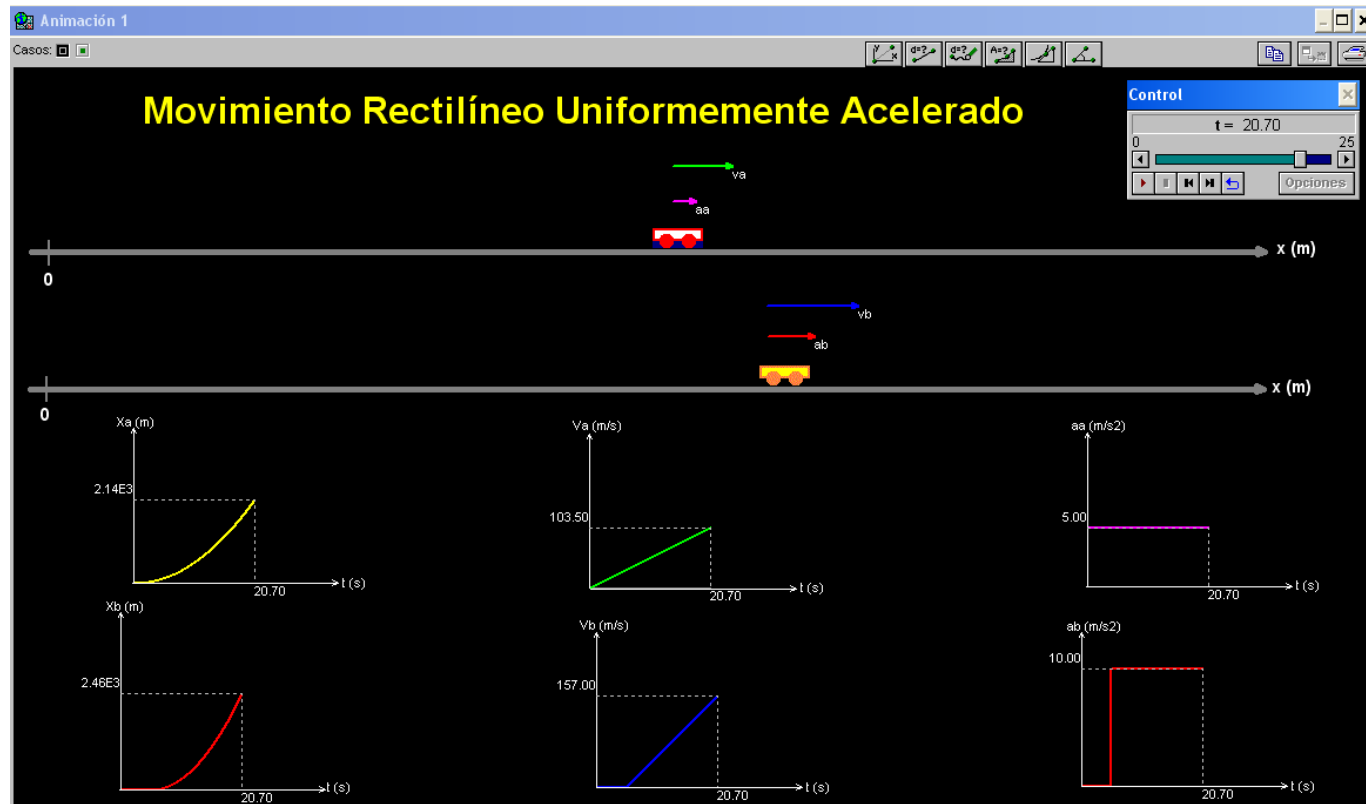 Animación 1
Casos:
Movimiento Rectilíneo Uniformemente Acelerado
Control
t = 20.70
0 25
Opciones
va
aa
x (m)
0
vb
ab
x (m)
0
Xa (m)
2.14E3
20.70
t (s)
Va (m/s)
103.50
20.70
t (s)
aa (m/s2)
5.00
20.70
t (s)
Xb (m)
2.46E3
20.70
t (s)
Vb (m/s)
157.00
20.70
t (s)
ab (m/s2)
10.00
20.70
t (s)